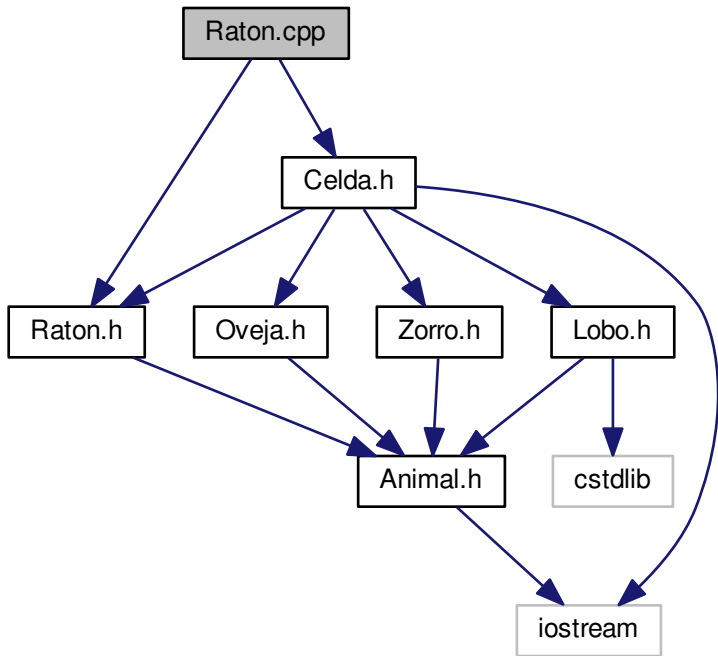 Raton.cpp
Celda.h
Raton.h
Oveja.h
Zorro.h
Lobo.h
Animal.h
cstdlib
iostream